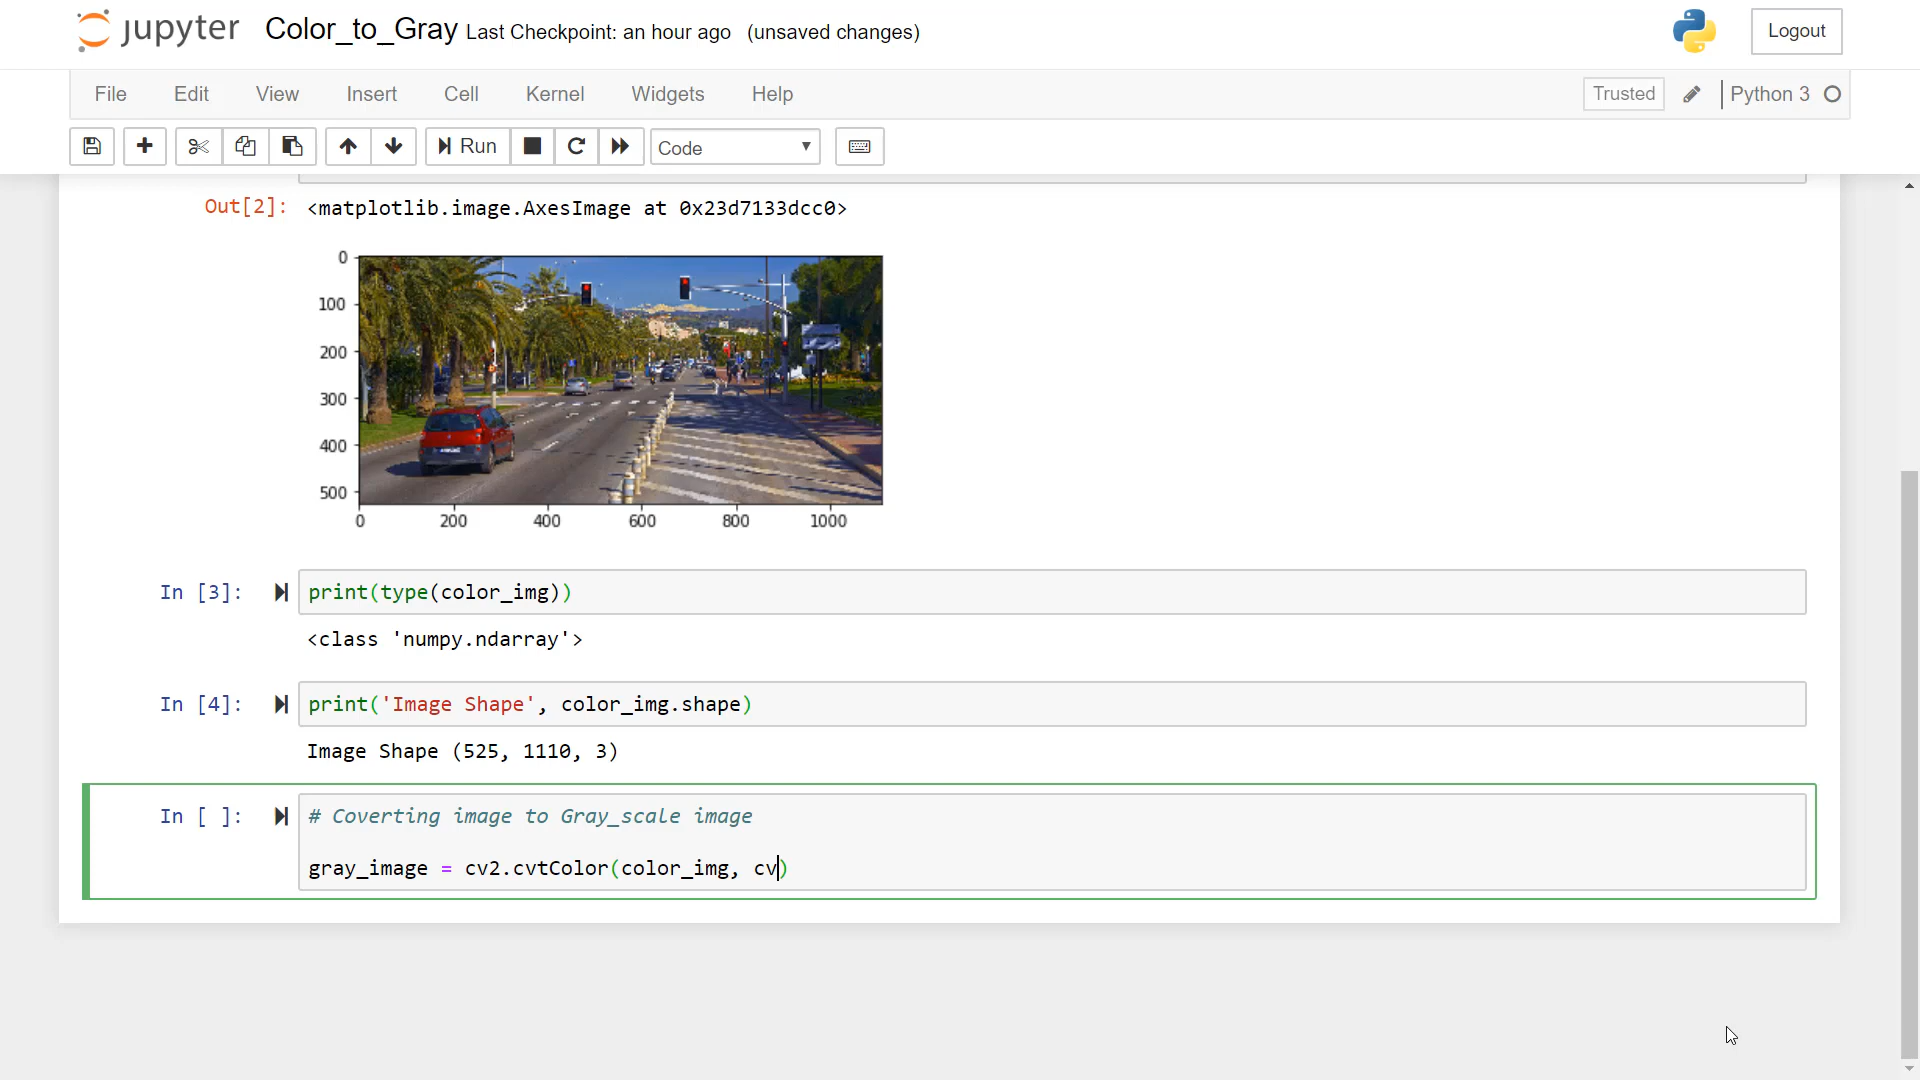 jupyter Color_to_Gray Last Checkpoint: an hour ago (unsaved changes) Logout
File Edit View Insert Cell Kernel Widgets Help Trusted Python 3
Run Code
Out[2]: <matplotlib.image.AxesImage at 0x23d7133dcc0>
0
100
200
300
400
500
0 200 400 600 800 1000
In [3]: print(type(color_img))
<class 'numpy.ndarray'>
In [4]: print('Image Shape', color_img.shape)
Image Shape (525, 1110, 3)
In [ ]: # Coverting image to Gray_scale image
gray_image = cv2.cvtColor(color_img, cv)